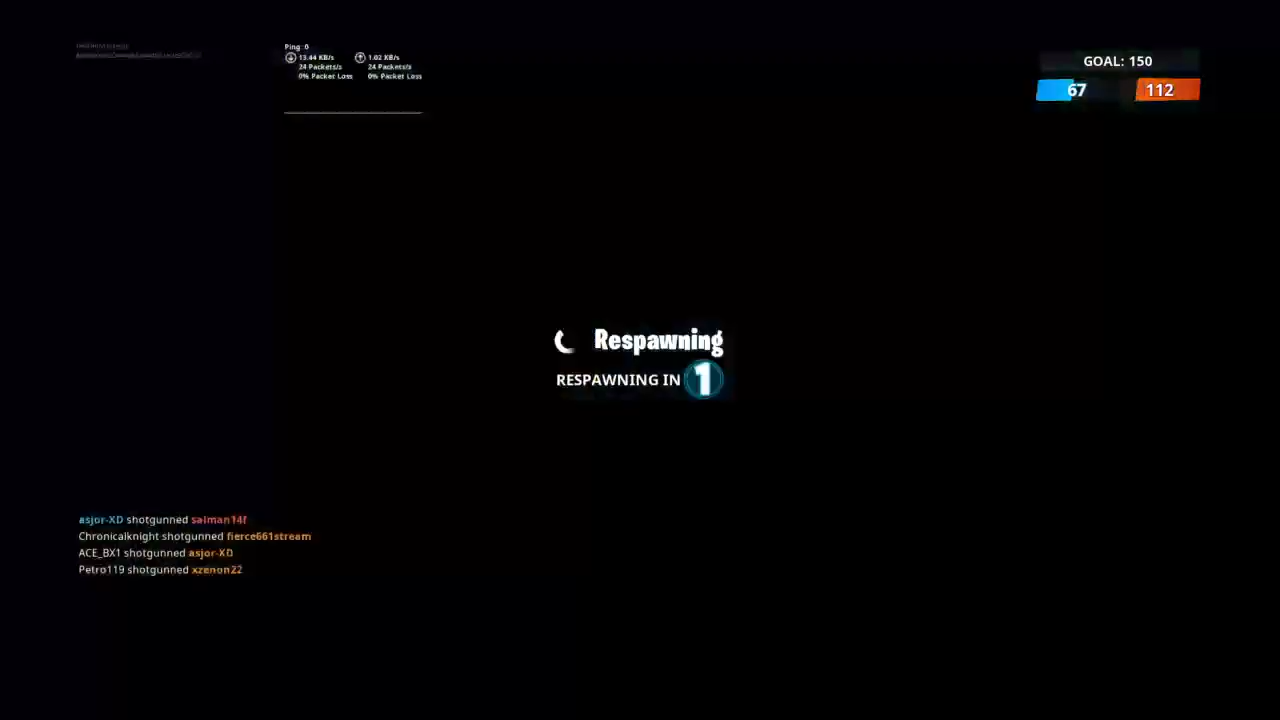 Ping: 0
13.44 KB/s 1.02 KB/s
24 Packets/s 24 Packets/s
0% Packet Loss 0% Packet Loss
GOAL: 150
67 112
Respawning
RESPAWNING IN 1
asjor-XD shotgunned salman14f
Chronicalknight shotgunned fierce661stream
ACE_BX1 shotgunned asjor-XD
Petro119 shotgunned xzenon22